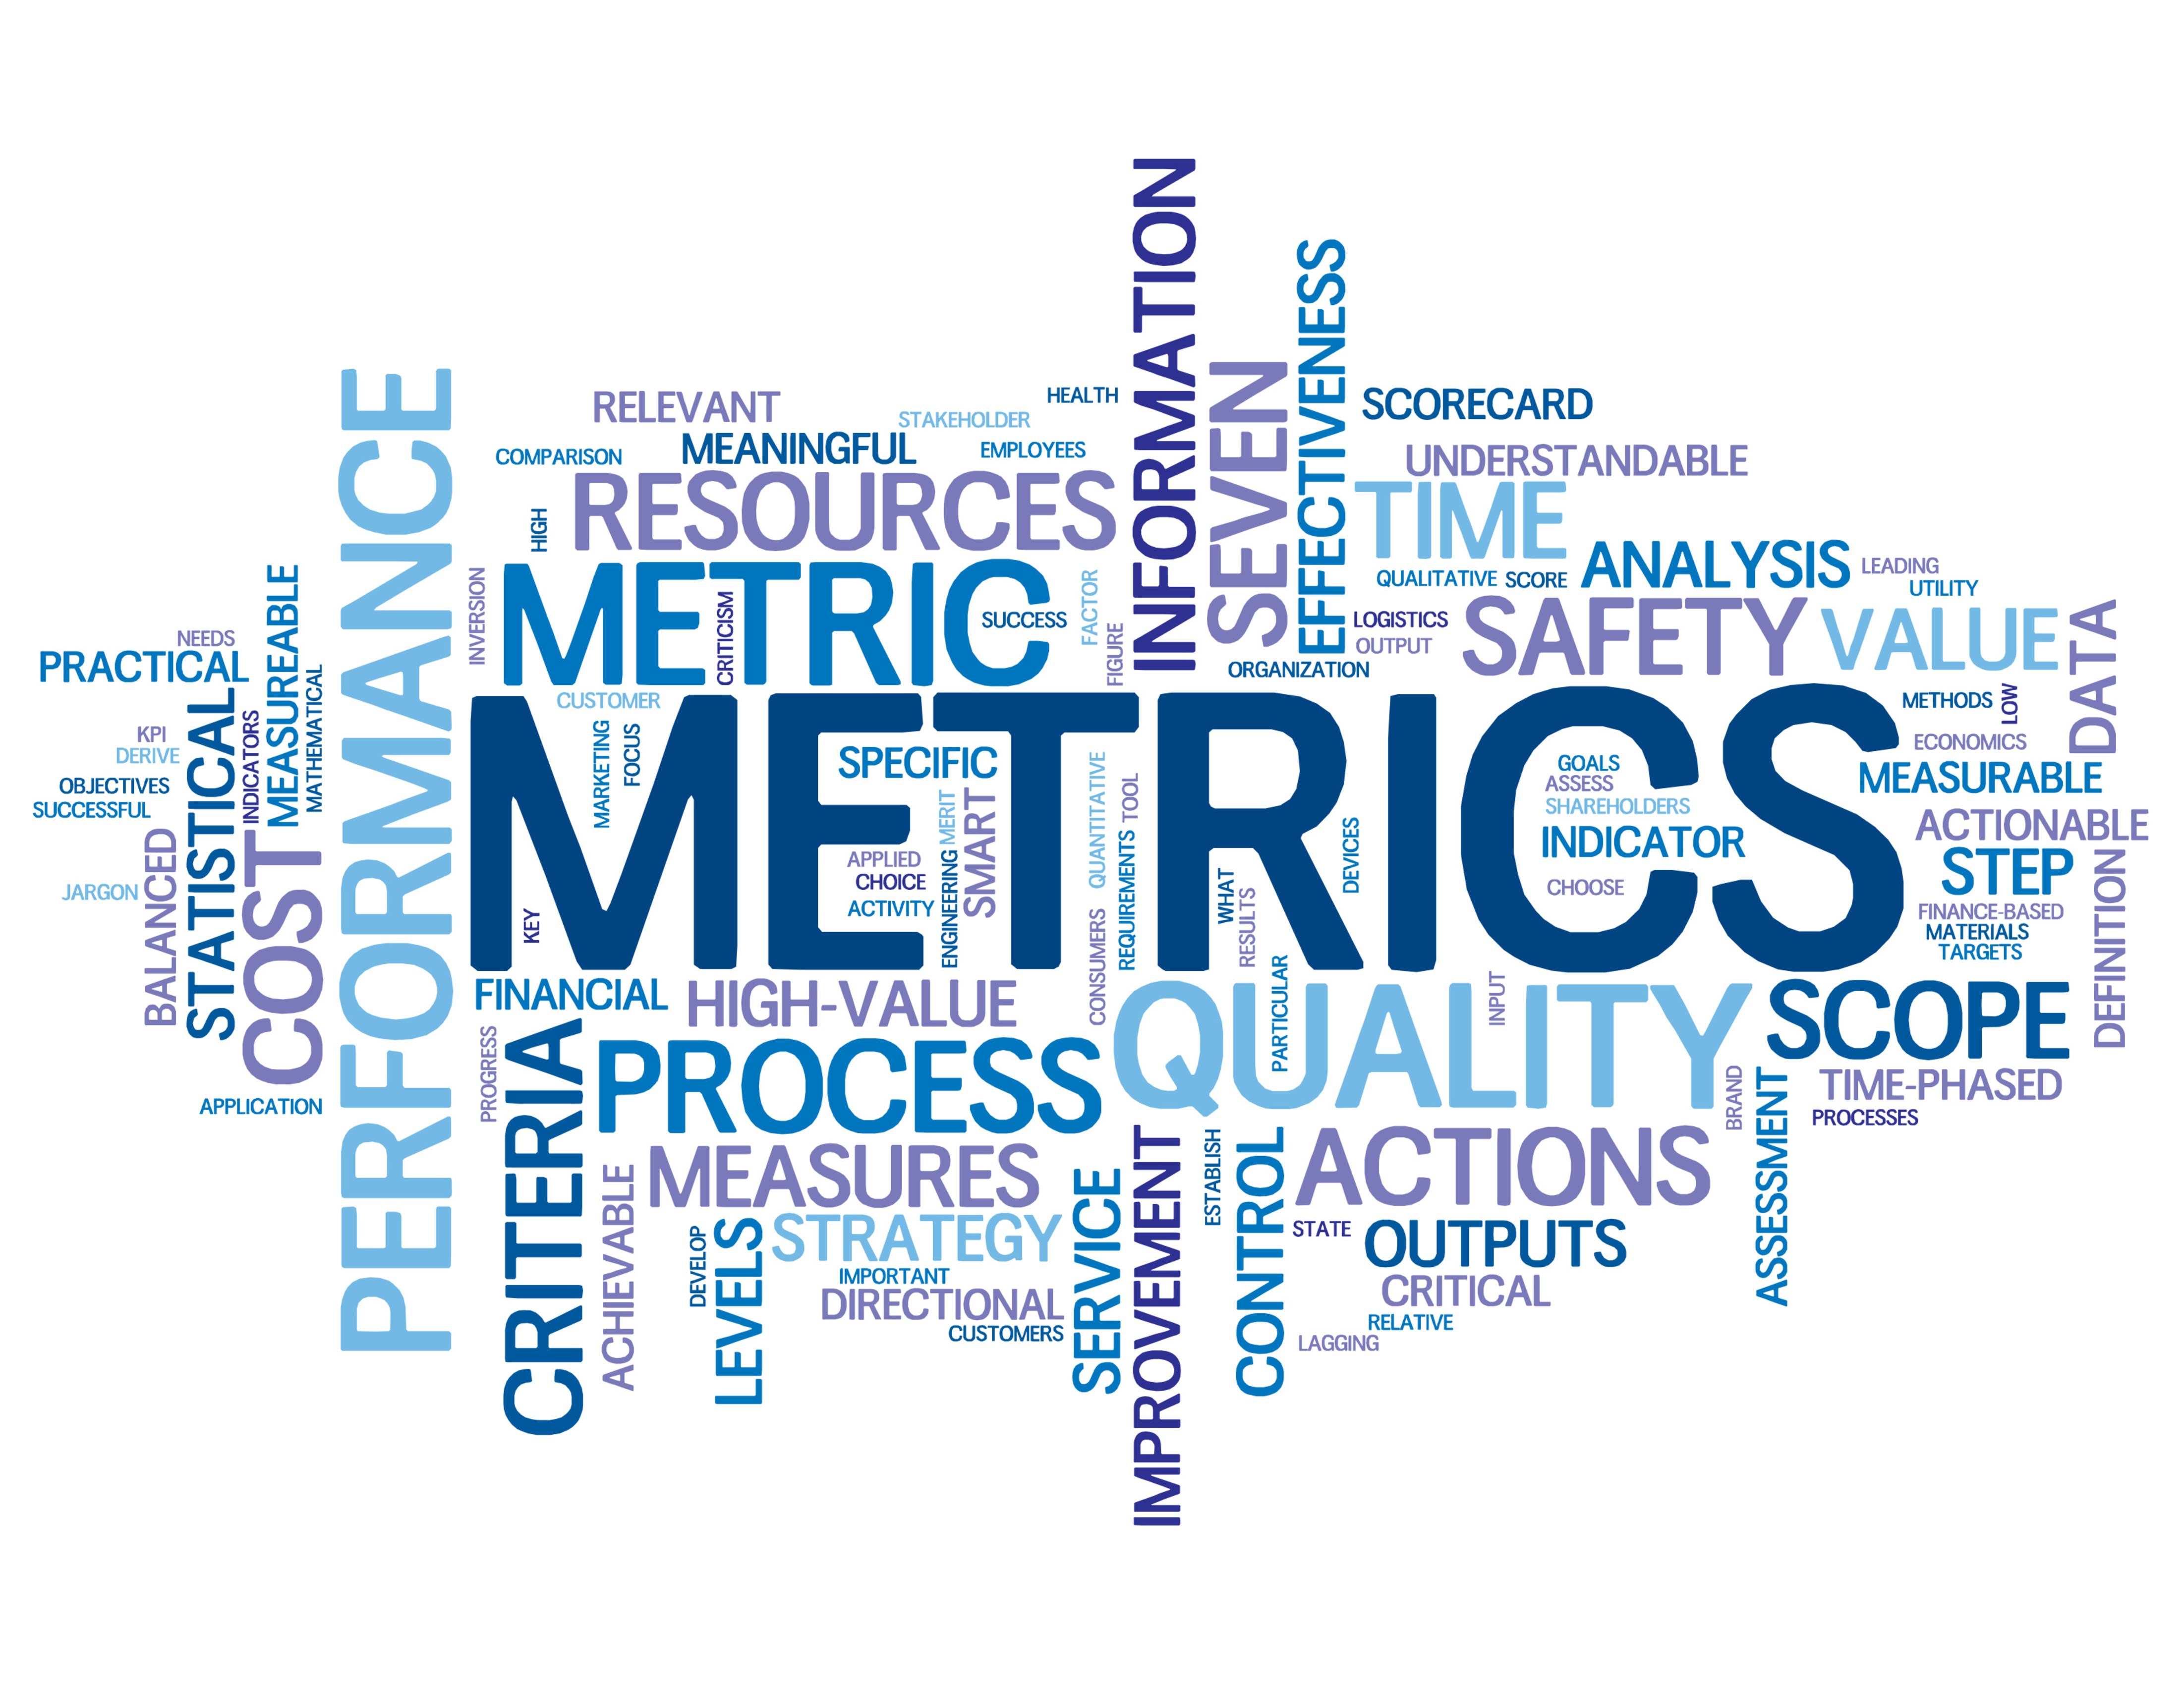 INFORMATION
EFFECTIVENESS
SEVEN
PERFORMANCE
RELEVANT
HEALTH
STAKEHOLDER
SCORECARD
COMPARISON
MEANINGFUL
EMPLOYEES
UNDERSTANDABLE
HIGH
RESOURCES
TIME
ANALYSIS
LEADING
QUALITATIVE
SCORE
UTILITY
INVERSION
METRIC
CRITICISM
SUCCESS
FACTOR
FIGURE
LOGISTICS
OUTPUT
SAFETY
VALUE
DATA
ORGANIZATION
NEEDS
PRACTICAL
MEASUREABLE
MATHEMATICAL
STATISTICAL
INDICATORS
KPI
DERIVE
OBJECTIVES
SUCCESSFUL
BALANCED
JARGON
COST
APPLICATION
METRICS
CUSTOMER
MARKETING
FOCUS
KEY
SPECIFIC
APPLIED
CHOICE
ACTIVITY
ENGINEERING
MERIT
SMART
QUANTITATIVE
TOOL
CONSUMERS
REQUIREMENTS
WHAT
RESULTS
DEVICES
PARTICULAR
GOALS
ASSESS
SHAREHOLDERS
INDICATOR
CHOOSE
METHODS
LOW
ECONOMICS
MEASURABLE
ACTIONABLE
STEP
FINANCE-BASED
MATERIALS
TARGETS
DEFINITION
FINANCIAL
HIGH-VALUE
QUALITY
INPUT
SCOPE
PROGRESS
CRITERIA
PROCESS
BRAND
ASSESSMENT
TIME-PHASED
PROCESSES
MEASURES
ACHIEVABLE
DEVELOP
LEVELS
STRATEGY
IMPORTANT
DIRECTIONAL
CUSTOMERS
SERVICE
IMPROVEMENT
ESTABLISH
CONTROL
ACTIONS
STATE
OUTPUTS
CRITICAL
RELATIVE
LAGGING